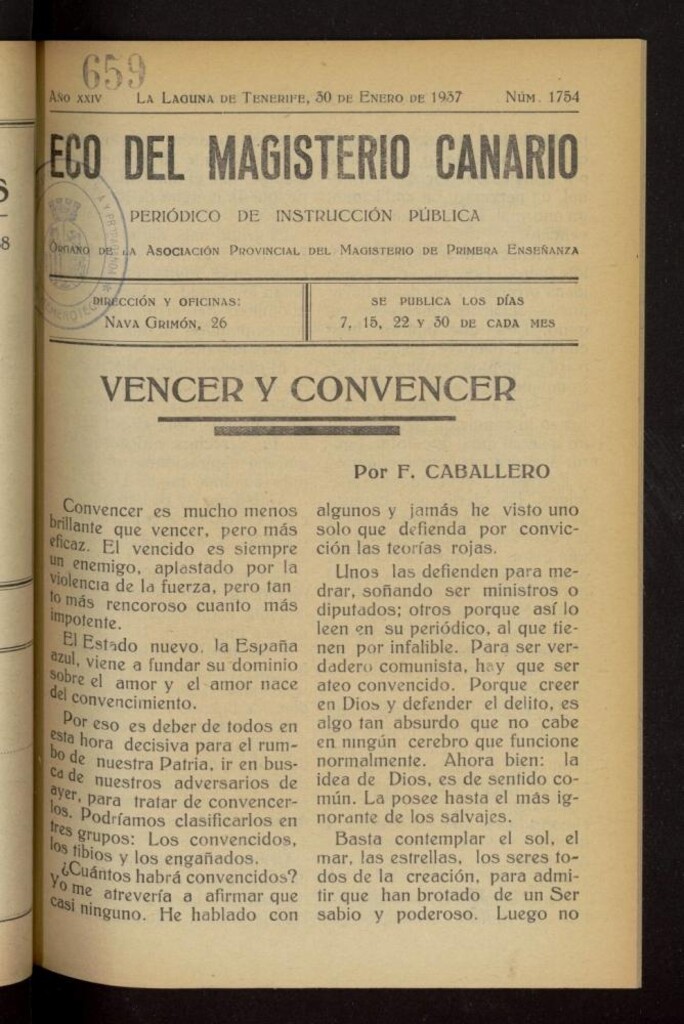 659
AÑO XXIV LA LAGUNA DE TENERIFE, 30 DE ENERO DE 1937 NÚM. 1754
ECO DEL MAGISTERIO CANARIO
PERIÓDICO DE INSTRUCCIÓN PÚBLICA
ÓRGANO DE LA ASOCIACIÓN PROVINCIAL DEL MAGISTERIO DE PRIMERA ENSEÑANZA
DIRECCIÓN Y OFICINAS:
NAVA GRIMÓN, 26
SE PUBLICA LOS DÍAS
7, 15, 22 Y 30 DE CADA MES
VENCER Y CONVENCER
Por F. CABALLERO
Convencer es mucho menos
brillante que vencer, pero más
eficaz. El vencido es siempre
un enemigo, aplastado por la
violencia de la fuerza, pero tan
to más rencoroso cuanto más
impotente.
El Estado nuevo, la España
azul, viene a fundar su dominio
sobre el amor y el amor nace
del convencimiento.
Por eso es deber de todos en
esta hora decisiva para el rum-
bo de nuestra Patria, ir en bus-
ca de nuestros adversarios de
ayer, para tratar de convencer-
los. Podríamos clasificarlos en
tres grupos: Los convencidos,
los tibios y los engañados.
¿Cuántos habrá convencidos?
Yo me atrevería a afirmar que
casi ninguno. He hablado con
algunos y jamás he visto uno
solo que defienda por convic-
ción las teorías rojas.
Unos las defienden para me-
drar, soñando ser ministros o
diputados; otros porque así lo
leen en su periódico, al que tie-
nen por infalible. Para ser ver-
dadero comunista, hay que ser
ateo convencido. Porque creer
en Dios y defender el delito, es
algo tan absurdo que no cabe
en ningún cerebro que funcione
normalmente. Ahora bien: la
idea de Dios, es de sentido co-
mún. La posee hasta el más ig-
norante de los salvajes.
Basta contemplar el sol, el
mar, las estrellas, los seres to-
dos de la creación, para admi-
tir que han brotado de un Ser
sabio y poderoso. Luego no